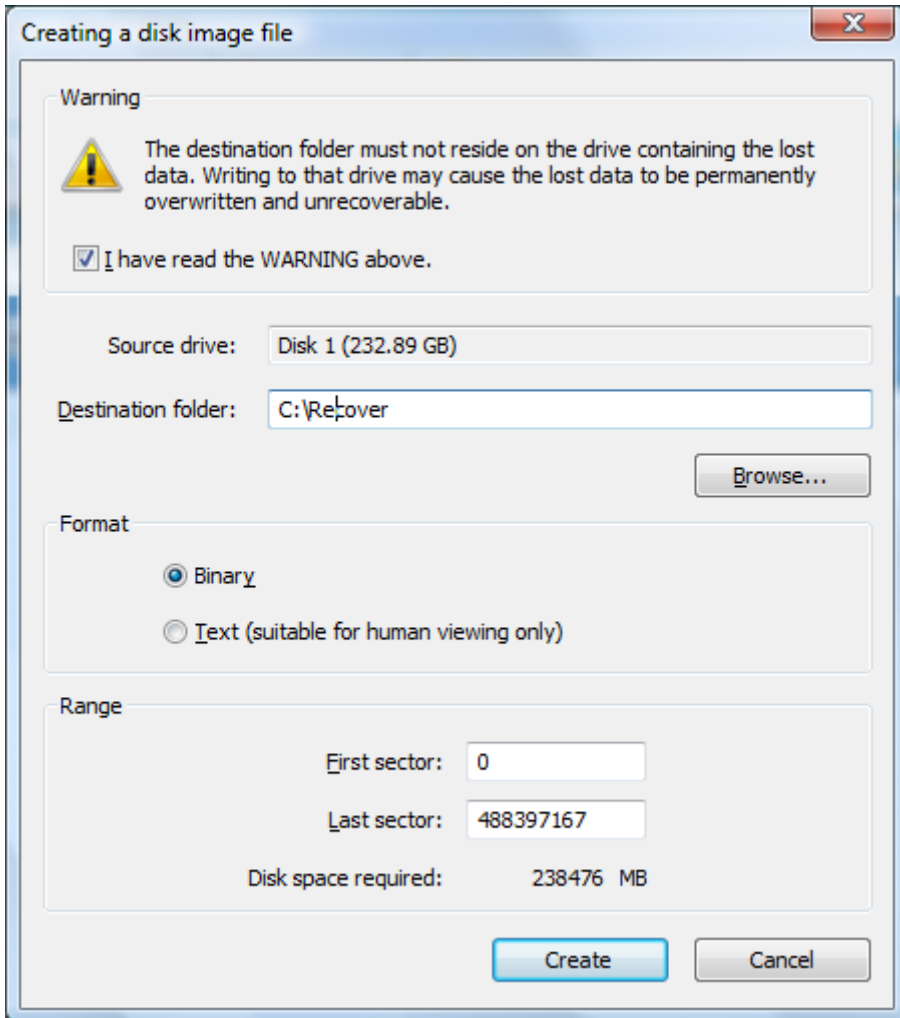 Creating a disk image file
Warning
The destination folder must not reside on the drive containing the lost
data. Writing to that drive may cause the lost data to be permanently
overwritten and unrecoverable.
I have read the WARNING above.
Source drive: Disk 1 (232.89 GB)
Destination folder: C:\Recover
Browse...
Format
Binary
Text (suitable for human viewing only)
Range
First sector: 0
Last sector: 488397167
Disk space required: 238476 MB
Create Cancel